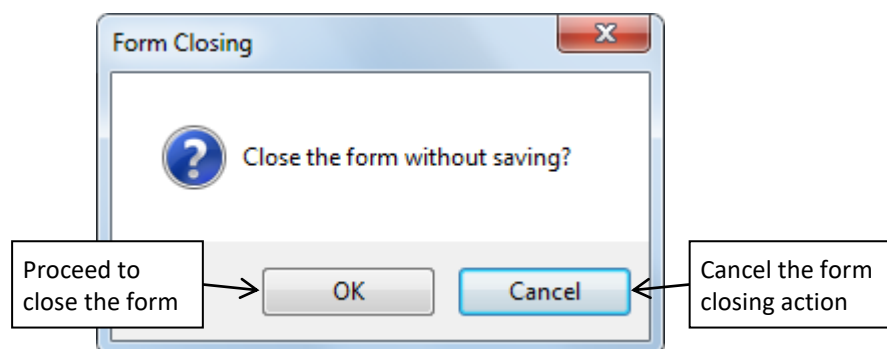 Form Closing
Close the form without saving?
Proceed to
close the form
OK
Cancel
Cancel the form
closing action